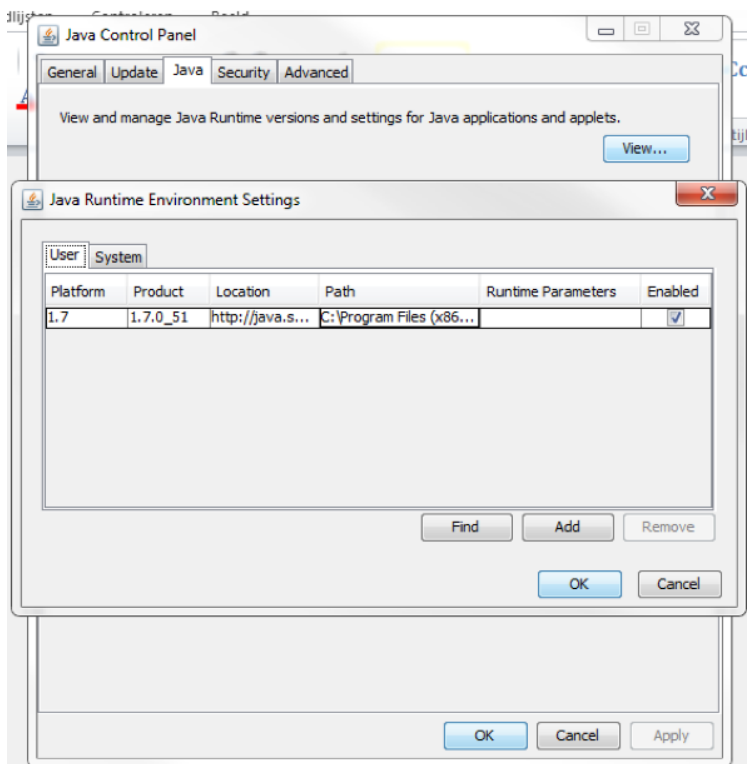 Java Control Panel
General Update Java Security Advanced
View and manage Java Runtime versions and settings for Java applications and applets.
View...
Java Runtime Environment Settings
User System
Platform Product Location Path Runtime Parameters Enabled
1.7 1.7.0_51 http://java.s... C:\Program Files (x86...
Find Add Remove
OK Cancel
OK Cancel Apply